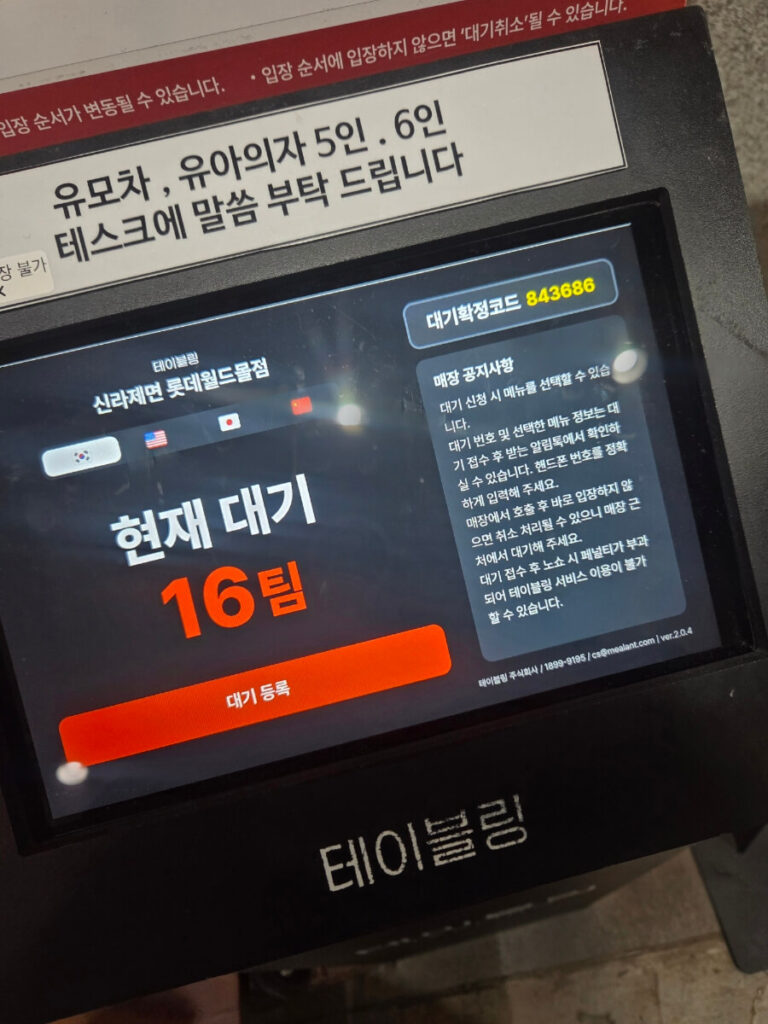 입장 순서가 변동될 수 있습니다. • 입장 순서에 입장하지 않으면 '대기취소'될 수 있습니다.
유모차 , 유아의자 5인 . 6인
테스크에 말씀 부탁 드립니다
불가
대기확정코드 843686
테이블링
신라제면 롯데월드몰점
현재 대기
16팀
대기 등록
매장 공지사항
대기 신청 시 메뉴를 선택할 수 있습
니다.
대기 번호 및 선택한 메뉴 정보는 대
기 접수 후 받는 알림톡에서 확인하
실 수 있습니다. 핸드폰 번호를 정확
하게 입력해 주세요.
매장에서 호출 후 바로 입장하지 않
으면 취소 처리될 수 있으니 매장 근
처에서 대기해 주세요.
대기 접수 후 노쇼 시 페널티가 부과
되어 테이블링 서비스 이용이 불가
할 수 있습니다.
테이블링 주식회사 / 1899-9195 / cs@mealant.com | ver.2.0.4
테이블링